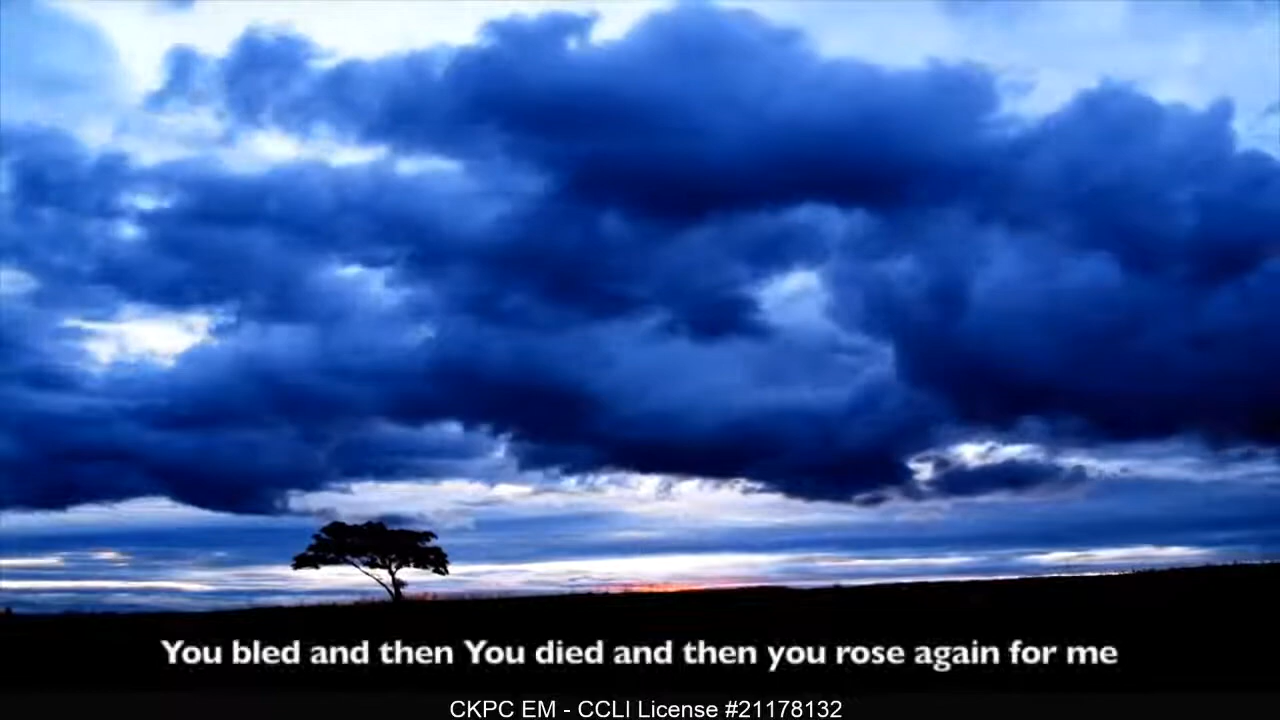 You bled and then You died and then you rose again for me
CKPC EM - CCLI License #21178132